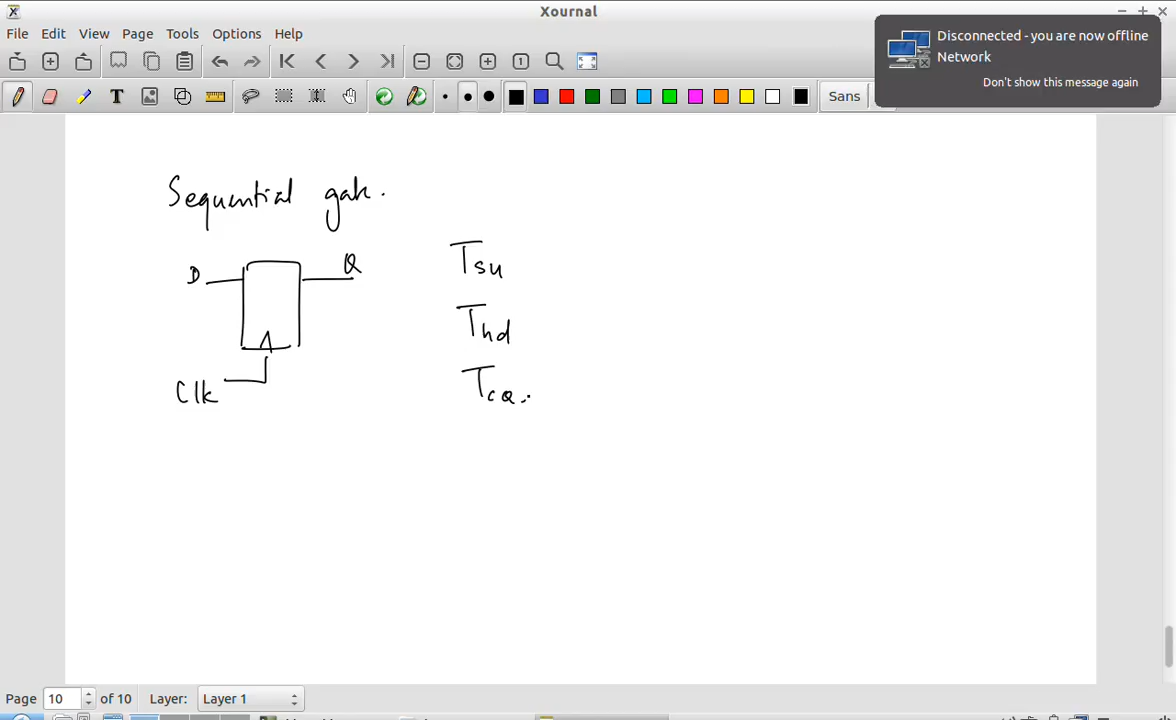 Xournal
File Edit View Page Tools Options Help
Disconnected - you are now offline
Network
Don't show this message again
Sans
Sequential gate.
D
Q
Clk
Tsu
Thd
TcQ.
Page 10 of 10 Layer: Layer 1